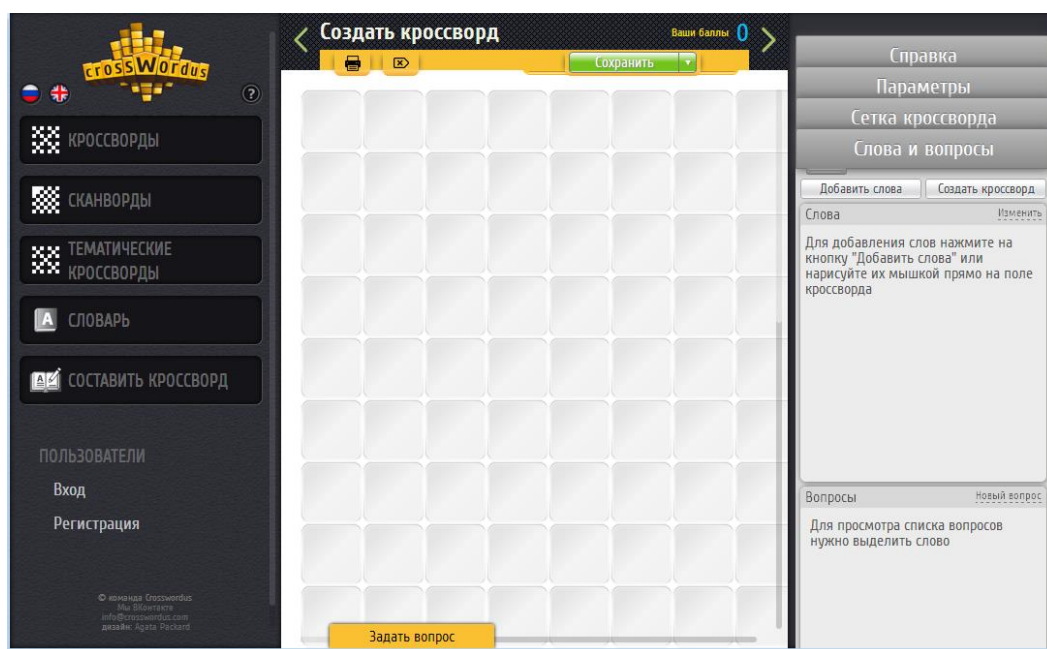 crossWordus
?
КРОССВОРДЫ
СКАНВОРДЫ
ТЕМАТИЧЕСКИЕ
КРОССВОРДЫ
A
СЛОВАРЬ
A
СОСТАВИТЬ КРОССВОРД
ПОЛЬЗОВАТЕЛИ
Вход
Регистрация
© команда Crosswordus
Мы ВКонтакте
info@crosswordus.com
дизайн: Agata Packard
Создать кроссворд
Ваши баллы 0
Сохранить
Задать вопрос
Справка
Параметры
Сетка кроссворда
Слова и вопросы
Добавить слова Создать кроссворд
Слова Изменить
Для добавления слов нажмите на
кнопку "Добавить слова" или
нарисуйте их мышкой прямо на поле
кроссворда
Вопросы Новый вопрос
Для просмотра списка вопросов
нужно выделить слово